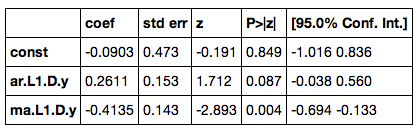 coef std err z P>|z| [95.0% Conf. Int.]
const -0.0903 0.473 -0.191 0.849 -1.016 0.836
ar.L1.D.y 0.2611 0.153 1.712 0.087 -0.038 0.560
ma.L1.D.y -0.4135 0.143 -2.893 0.004 -0.694 -0.133